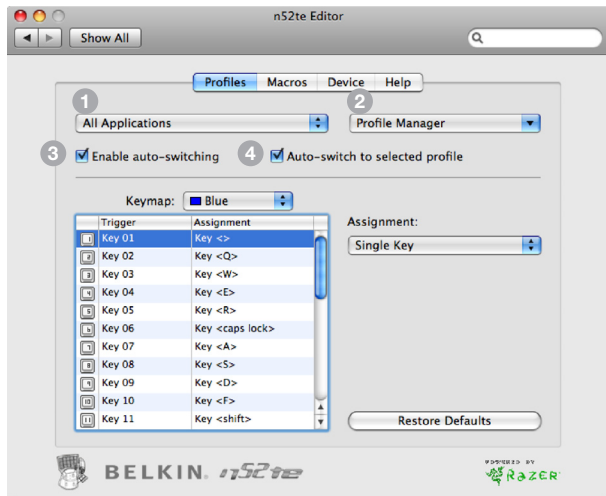 n52te Editor
Show All
Profiles Macros Device Help
1 2
All Applications Profile Manager
3 Enable auto-switching 4 Auto-switch to selected profile
Keymap: Blue
Trigger Assignment Assignment:
Key 01 Key <> Single Key
Key 02 Key <Q>
Key 03 Key <W>
Key 04 Key <E>
Key 05 Key <R>
Key 06 Key <caps lock>
Key 07 Key <A>
Key 08 Key <S>
Key 09 Key <D>
Key 10 Key <F>
Key 11 Key <shift> Restore Defaults
POWERED BY
BELKIN. n52te RAZER